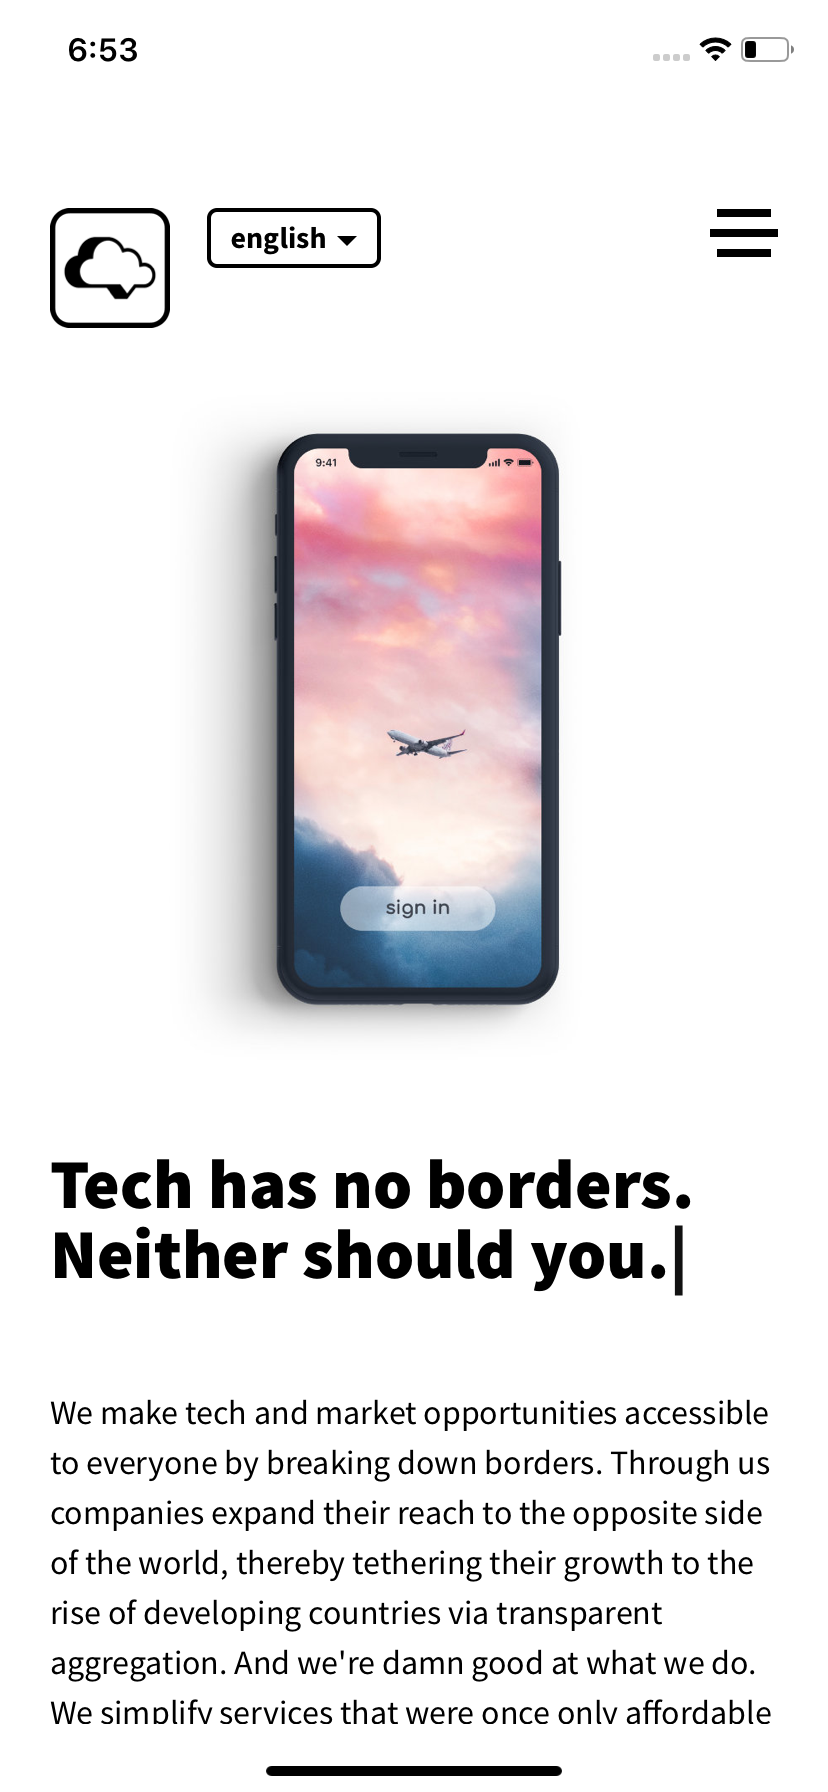 6:53
english
9:41
sign in
Tech has no borders.
Neither should you.|
We make tech and market opportunities accessible
to everyone by breaking down borders. Through us
companies expand their reach to the opposite side
of the world, thereby tethering their growth to the
rise of developing countries via transparent
aggregation. And we're damn good at what we do.
We simplify services that were once only affordable